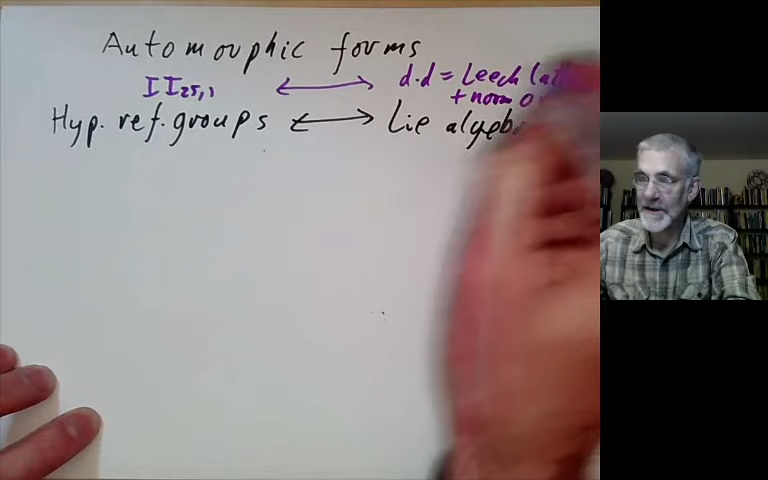 Automorphic forms
II25,1 ⟷ d.d = Leech
+ norm 0
Hyp. ref. groups ⟷ Lie